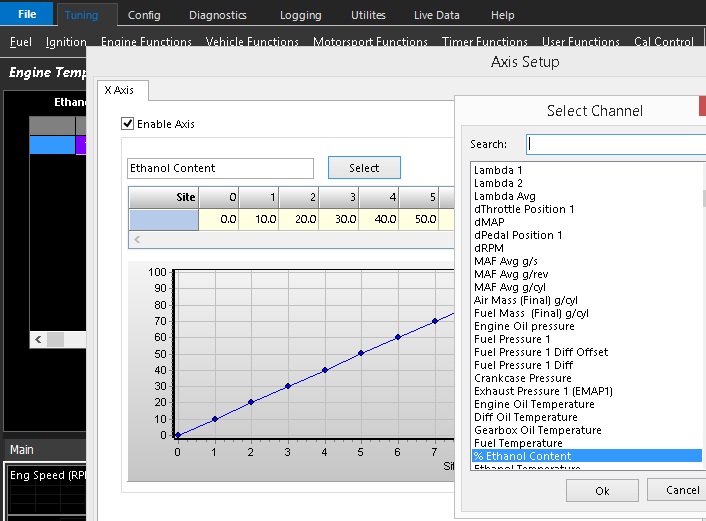 File Tuning Config Diagnostics Logging Utilites Live Data Help
Fuel Ignition Engine Functions Vehicle Functions Motorsport Functions Timer Functions User Functions Cal Control
Engine Temp
Axis Setup
X Axis
Ethan
Enable Axis
Ethanol Content Select
Site 0 1 2 3 4 5
0.0 10.0 20.0 30.0 40.0 50.0
100
90
80
70
60
50
40
30
20
10
0
0 1 2 3 4 5 6 7
Sit
Main
Eng Speed (RP
Select Channel
Search:
Lambda 1
Lambda 2
Lambda Avg
dThrottle Position 1
dMAP
dPedal Position 1
dRPM
MAF Avg g/s
MAF Avg g/rev
MAF Avg g/cyl
Air Mass (Final) g/cyl
Fuel Mass (Final) g/cyl
Engine Oil pressure
Fuel Pressure 1
Fuel Pressure 1 Diff Offset
Fuel Pressure 1 Diff
Crankcase Pressure
Exhaust Pressure 1 (EMAP1)
Engine Oil Temperature
Diff Oil Temperature
Gearbox Oil Temperature
Fuel Temperature
% Ethanol Content
Ethanol Temperature
Ok Cancel